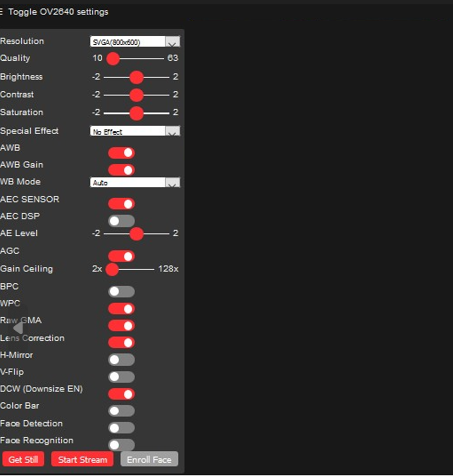 Toggle OV2640 settings
Resolution SVGA(800x600)
Quality 10 63
Brightness -2 2
Contrast -2 2
Saturation -2 2
Special Effect No Effect
AWB
AWB Gain
WB Mode Auto
AEC SENSOR
AEC DSP
AE Level -2 2
AGC
Gain Ceiling 2x 128x
BPC
WPC
Raw GMA
Lens Correction
H-Mirror
V-Flip
DCW (Downsize EN)
Color Bar
Face Detection
Face Recognition
Get Still Start Stream Enroll Face